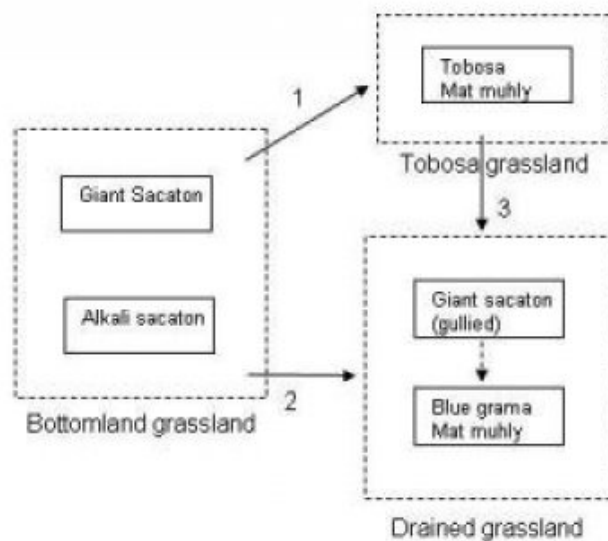 Tobosa
Mat muhly
1
Tobosa grassland
Giant Sacaton
3
Alkali sacaton
Giant sacaton
(gullied)
2
Bottomland grassland
Blue grama
Mat muhly
Drained grassland